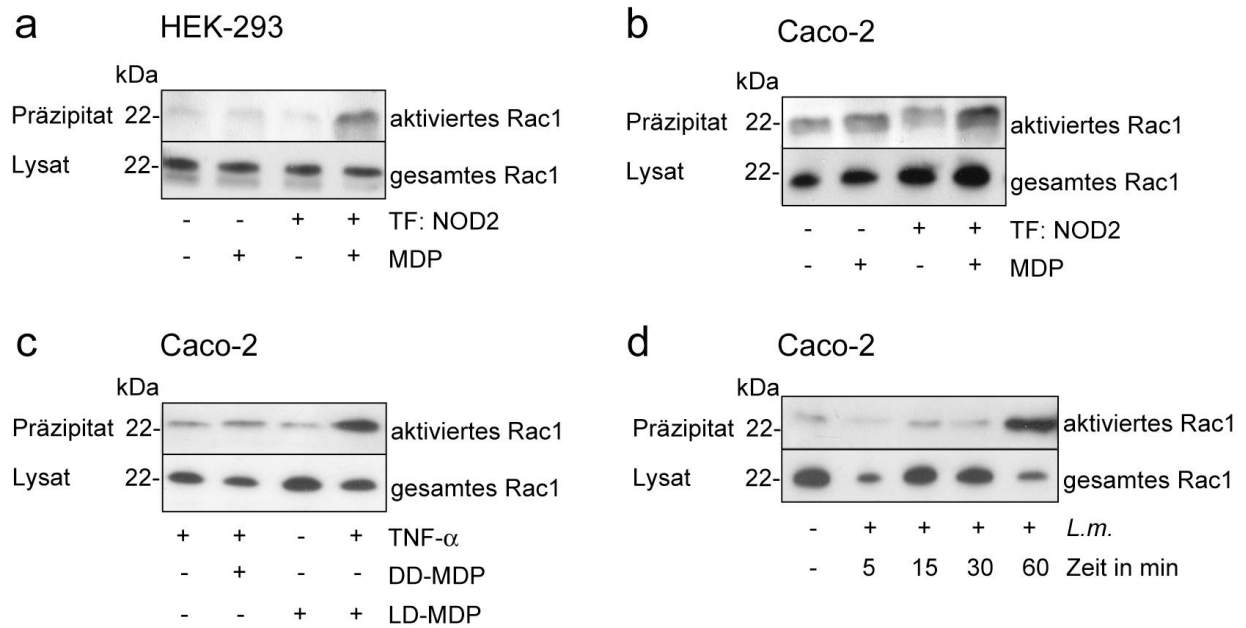 a HEK-293
kDa
Präzipitat 22- aktiviertes Rac1
Lysat 22- gesamtes Rac1
- - + + TF: NOD2
- + - + MDP
b Caco-2
kDa
Präzipitat 22- aktiviertes Rac1
Lysat 22- gesamtes Rac1
- - + + TF: NOD2
- + - + MDP
c Caco-2
kDa
Präzipitat 22- aktiviertes Rac1
Lysat 22- gesamtes Rac1
+ + - + TNF-α
- + - - DD-MDP
- - + + LD-MDP
d Caco-2
kDa
Präzipitat 22- aktiviertes Rac1
Lysat 22- gesamtes Rac1
- + + + + L.m.
- 5 15 30 60 Zeit in min